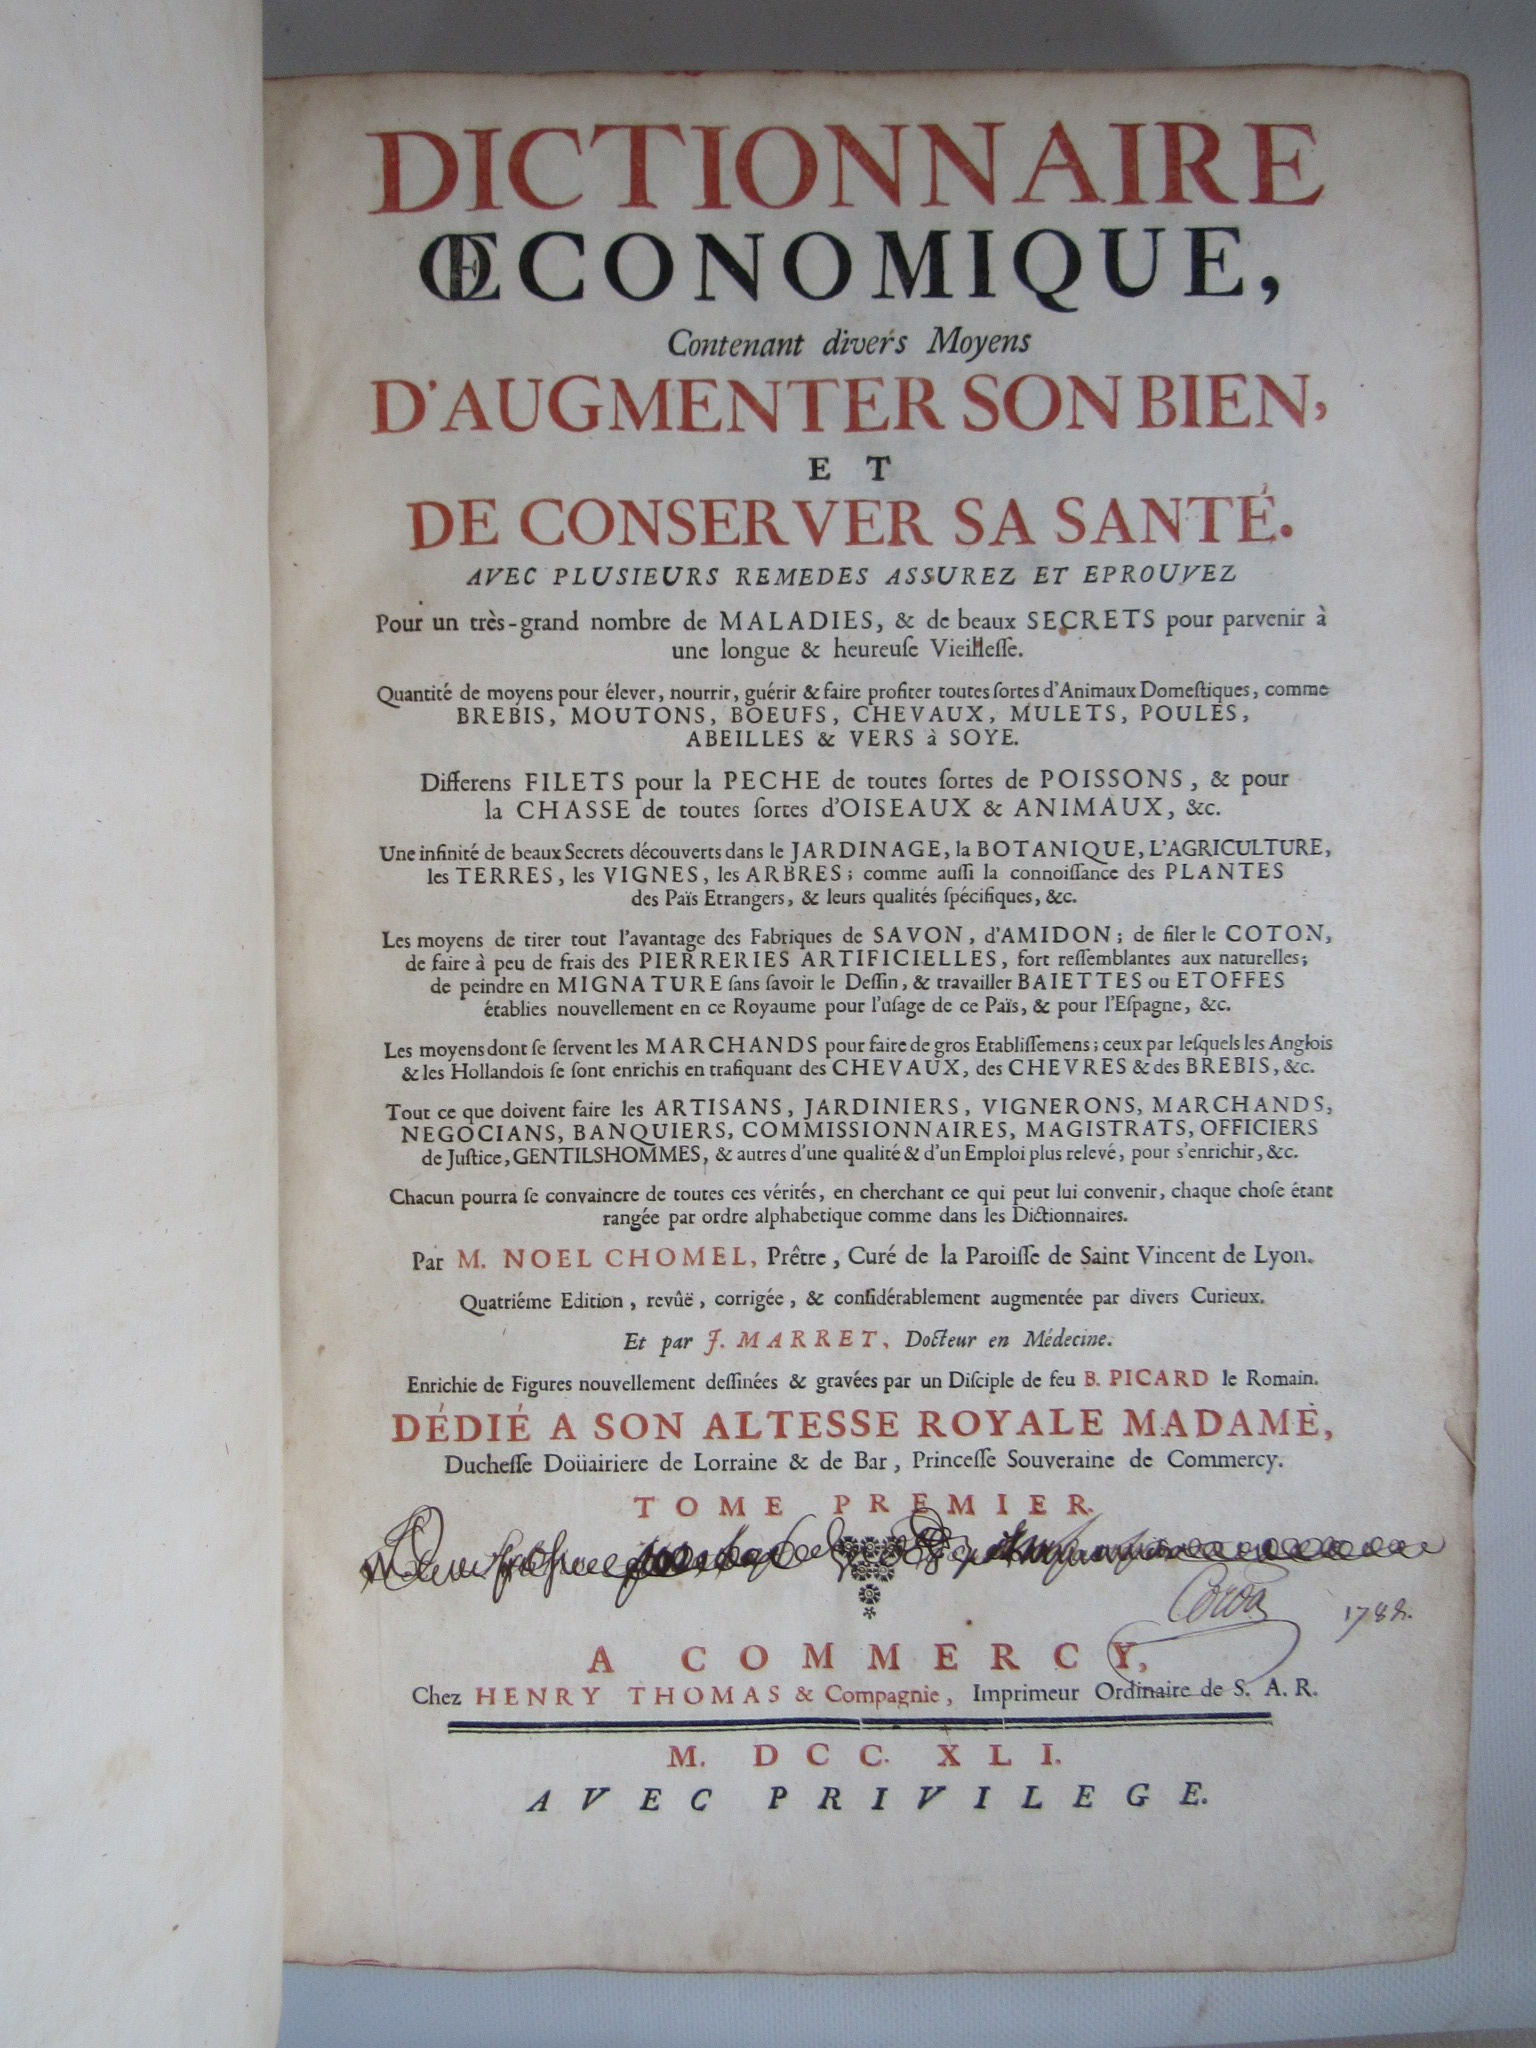 DICTIONNAIRE
ŒCONOMIQUE,
Contenant divers Moyens
D'AUGMENTER SON BIEN,
ET
DE CONSERVER SA SANTÉ.
AVEC PLUSIEURS REMEDES ASSUREZ ET EPROUVEZ
Pour un très-grand nombre de MALADIES, & de beaux SECRETS pour parvenir à
une longue & heureuſe Vieilleſſe.
Quantité de moyens pour élever, nourrir, guérir & faire profiter toutes ſortes d'Animaux Domeſtiques, comme
BREBIS, MOUTONS, BOEUFS, CHEVAUX, MULETS, POULES,
ABEILLES & VERS à SOYE.
Differens FILETS pour la PECHE de toutes ſortes de POISSONS, & pour
la CHASSE de toutes ſortes d'OISEAUX & ANIMAUX, &c.
Une infinité de beaux Secrets découverts dans le JARDINAGE, la BOTANIQUE, L'AGRICULTURE,
les TERRES, les VIGNES, les ARBRES; comme auſſi la connoiſſance des PLANTES
des Païs Etrangers, & leurs qualités ſpécifiques, &c.
Les moyens de tirer tout l'avantage des Fabriques de SAVON, d'AMIDON; de filer le COTON,
de faire à peu de frais des PIERRERIES ARTIFICIELLES, fort reſſemblantes aux naturelles;
de peindre en MIGNATURE ſans ſavoir le Deſſin, & travailler BAIETTES ou ETOFFES
établies nouvellement en ce Royaume pour l'uſage de ce Païs, & pour l'Eſpagne, &c.
Les moyens dont ſe ſervent les MARCHANDS pour faire de gros Etabliſſemens; ceux par leſquels les Anglois
& les Hollandois ſe ſont enrichis en trafiquant des CHEVAUX, des CHEVRES & des BREBIS, &c.
Tout ce que doivent faire les ARTISANS, JARDINIERS, VIGNERONS, MARCHANDS,
NEGOCIANS, BANQUIERS, COMMISSIONNAIRES, MAGISTRATS, OFFICIERS
de Juſtice, GENTILSHOMMES, & autres d'une qualité & d'un Emploi plus relevé, pour s'enrichir, &c.
Chacun pourra ſe convaincre de toutes ces vérités, en cherchant ce qui peut lui convenir, chaque choſe étant
rangée par ordre alphabetique comme dans les Dictionnaires.
Par M. NOEL CHOMEL, Prêtre, Curé de la Paroiſſe de Saint Vincent de Lyon.
Quatriéme Edition, revûë, corrigée, & conſidérablement augmentée par divers Curieux.
Et par J. MARRET, Docteur en Médecine.
Enrichie de Figures nouvellement deſſinées & gravées par un Diſciple de feu B. PICARD le Romain.
DÉDIÉ A SON ALTESSE ROYALE MADAME,
Ducheſſe Doüairiere de Lorraine & de Bar, Princeſſe Souveraine de Commercy.
TOME PREMIER.
A COMMERCY,
Chez HENRY THOMAS & Compagnie, Imprimeur Ordinaire de S. A. R.
M. DCC. XLI.
AVEC PRIVILEGE.